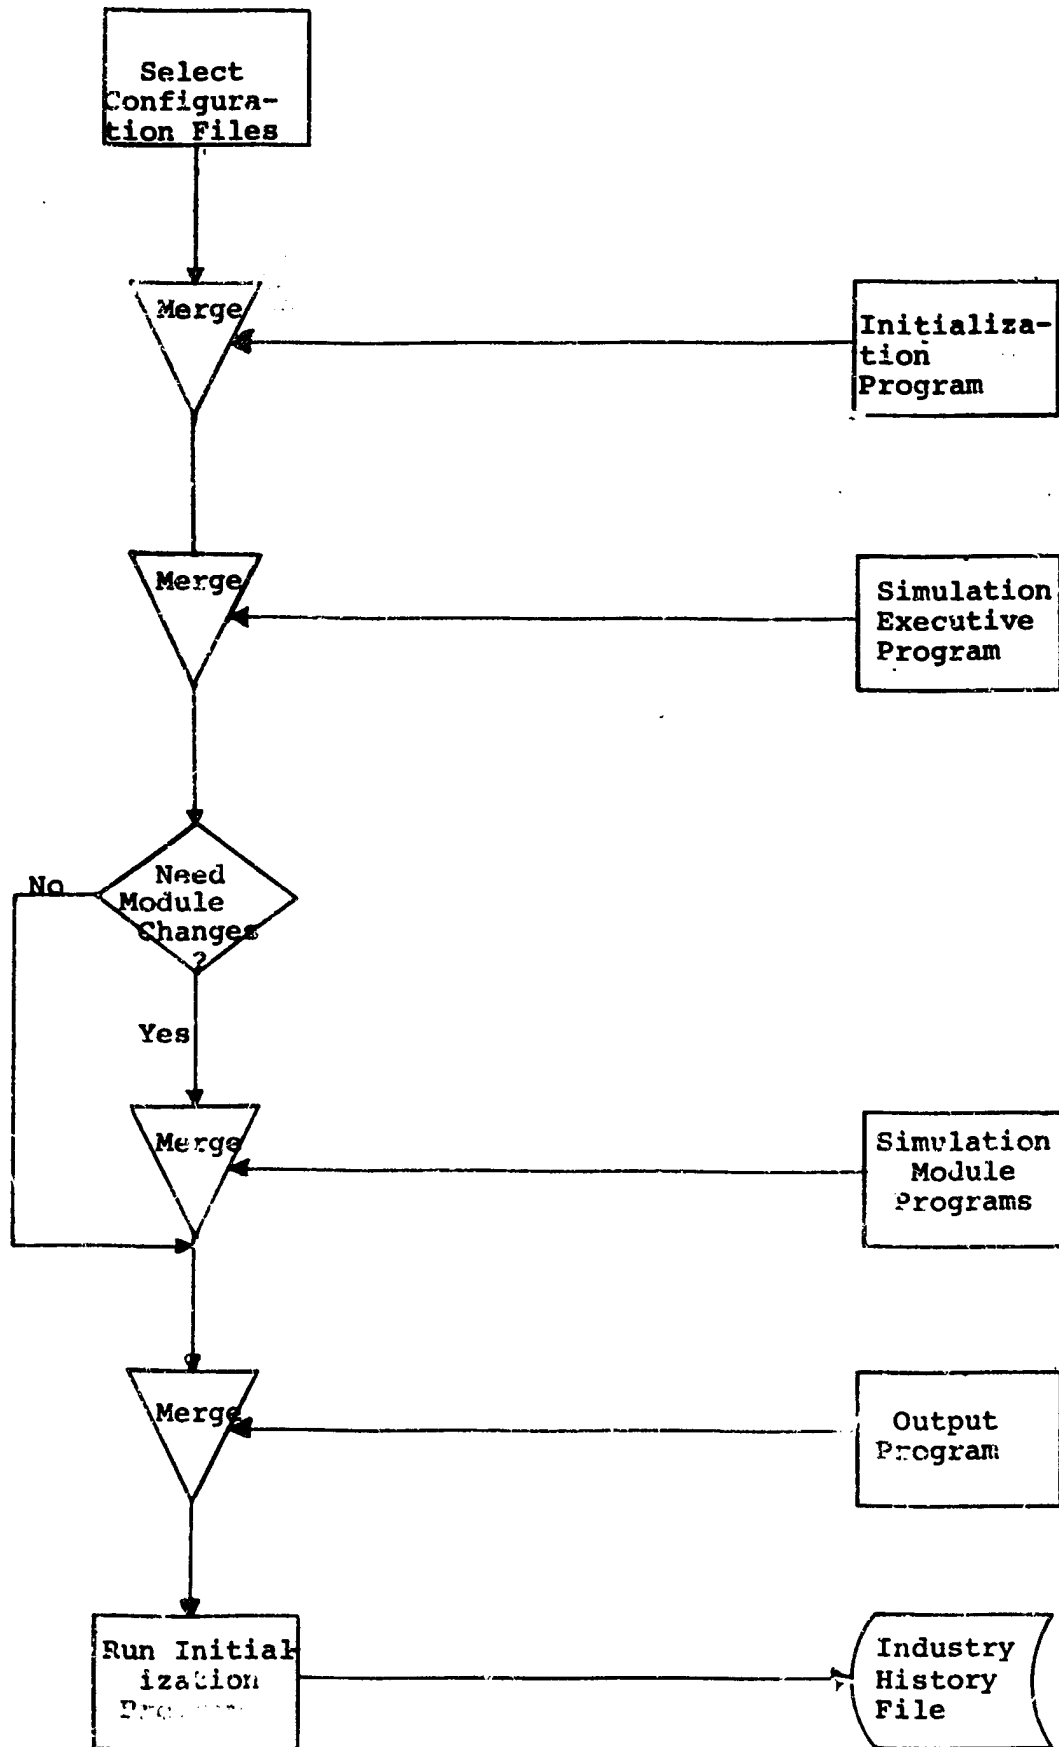 Select
Configura-
tion Files
Merge
Initializa-
tion
Program
Merge
Simulation
Executive
Program
Need
Module
Changes
?
No
Yes
Merge
Simulation
Module
Programs
Merge
Output
Program
Run Initial-
ization
Industry
History
File